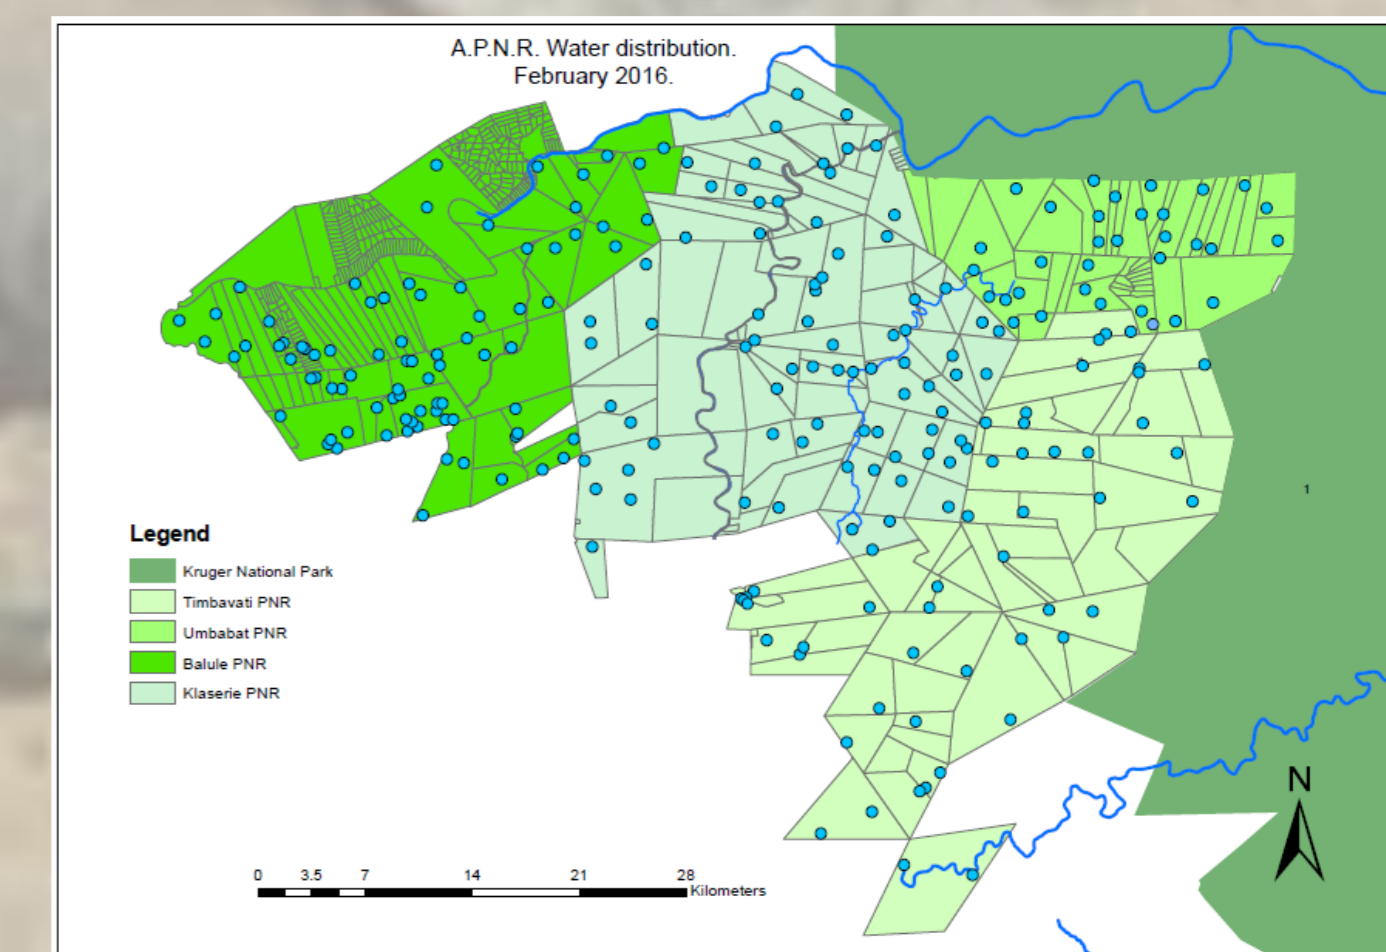 A.P.N.R. Water distribution.
February 2016.
1
Legend
Kruger National Park
Timbavati PNR
Umbabat PNR
Balule PNR
Klaserie PNR
N
0 3.5 7 14 21 28
Kilometers